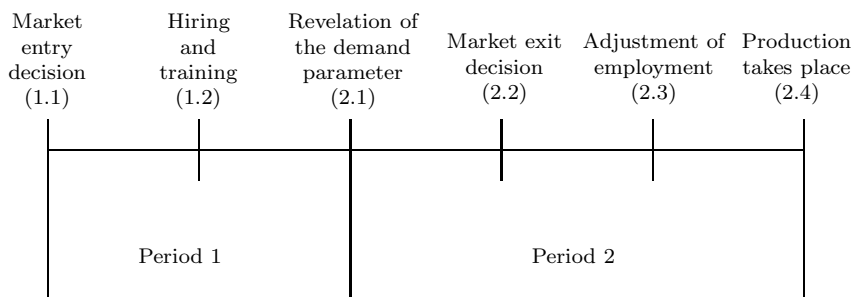 Market
entry
decision
(1.1)
Hiring
and
training
(1.2)
Revelation of
the demand
parameter
(2.1)
Market exit
decision
(2.2)
Adjustment of
employment
(2.3)
Production
takes place
(2.4)
Period 1
Period 2